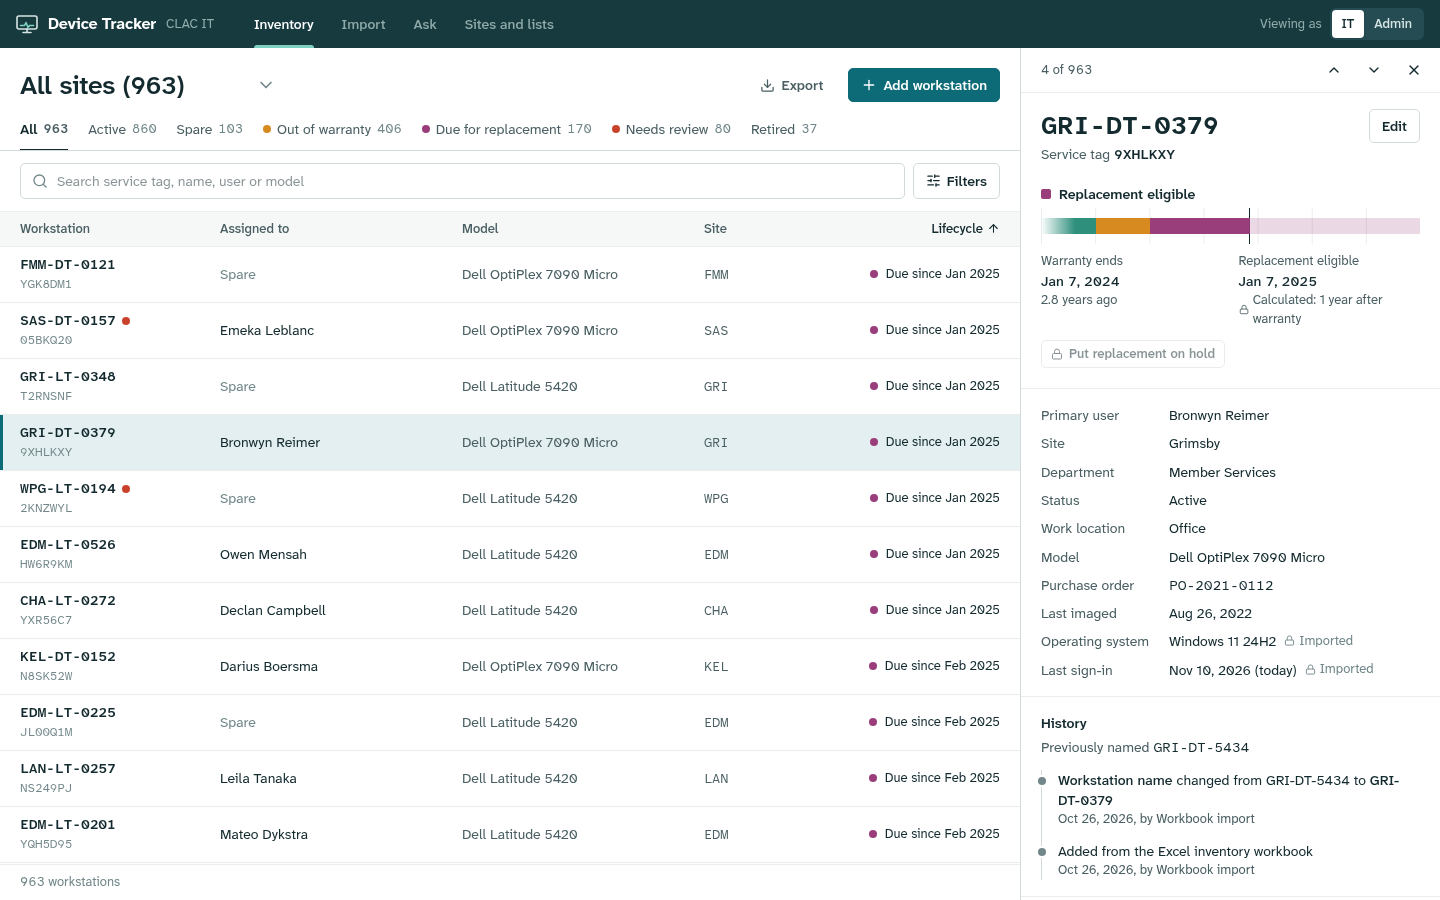 Device Tracker CLAC IT Inventory Import Ask Sites and lists Viewing as IT Admin
All sites (963) Export Add workstation
All 963 Active 860 Spare 103 Out of warranty 406 Due for replacement 170 Needs review 80 Retired 37
Search service tag, name, user or model Filters
Workstation Assigned to Model Site Lifecycle
FMM-DT-0121 Spare Dell OptiPlex 7090 Micro FMM Due since Jan 2025
YGK8DM1
SAS-DT-0157 Emeka Leblanc Dell OptiPlex 7090 Micro SAS Due since Jan 2025
05BKQ20
GRI-LT-0348 Spare Dell Latitude 5420 GRI Due since Jan 2025
T2RNSNF
GRI-DT-0379 Bronwyn Reimer Dell OptiPlex 7090 Micro GRI Due since Jan 2025
9XHLKXY
WPG-LT-0194 Spare Dell Latitude 5420 WPG Due since Jan 2025
2KNZWYL
EDM-LT-0526 Owen Mensah Dell Latitude 5420 EDM Due since Jan 2025
HW6R9KM
CHA-LT-0272 Declan Campbell Dell Latitude 5420 CHA Due since Jan 2025
YXR56C7
KEL-DT-0152 Darius Boersma Dell OptiPlex 7090 Micro KEL Due since Feb 2025
N8SK52W
EDM-LT-0225 Spare Dell Latitude 5420 EDM Due since Feb 2025
JL00Q1M
LAN-LT-0257 Leila Tanaka Dell Latitude 5420 LAN Due since Feb 2025
NS249PJ
EDM-LT-0201 Mateo Dykstra Dell Latitude 5420 EDM Due since Feb 2025
YQH5D95
963 workstations
4 of 963
GRI-DT-0379 Edit
Service tag 9XHLKXY
Replacement eligible
Warranty ends Replacement eligible
Jan 7, 2024 Jan 7, 2025
2.8 years ago Calculated: 1 year after
warranty
Put replacement on hold
Primary user Bronwyn Reimer
Site Grimsby
Department Member Services
Status Active
Work location Office
Model Dell OptiPlex 7090 Micro
Purchase order PO-2021-0112
Last imaged Aug 26, 2022
Operating system Windows 11 24H2 Imported
Last sign-in Nov 10, 2026 (today) Imported
History
Previously named GRI-DT-5434
Workstation name changed from GRI-DT-5434 to GRI-
DT-0379
Oct 26, 2026, by Workbook import
Added from the Excel inventory workbook
Oct 26, 2026, by Workbook import